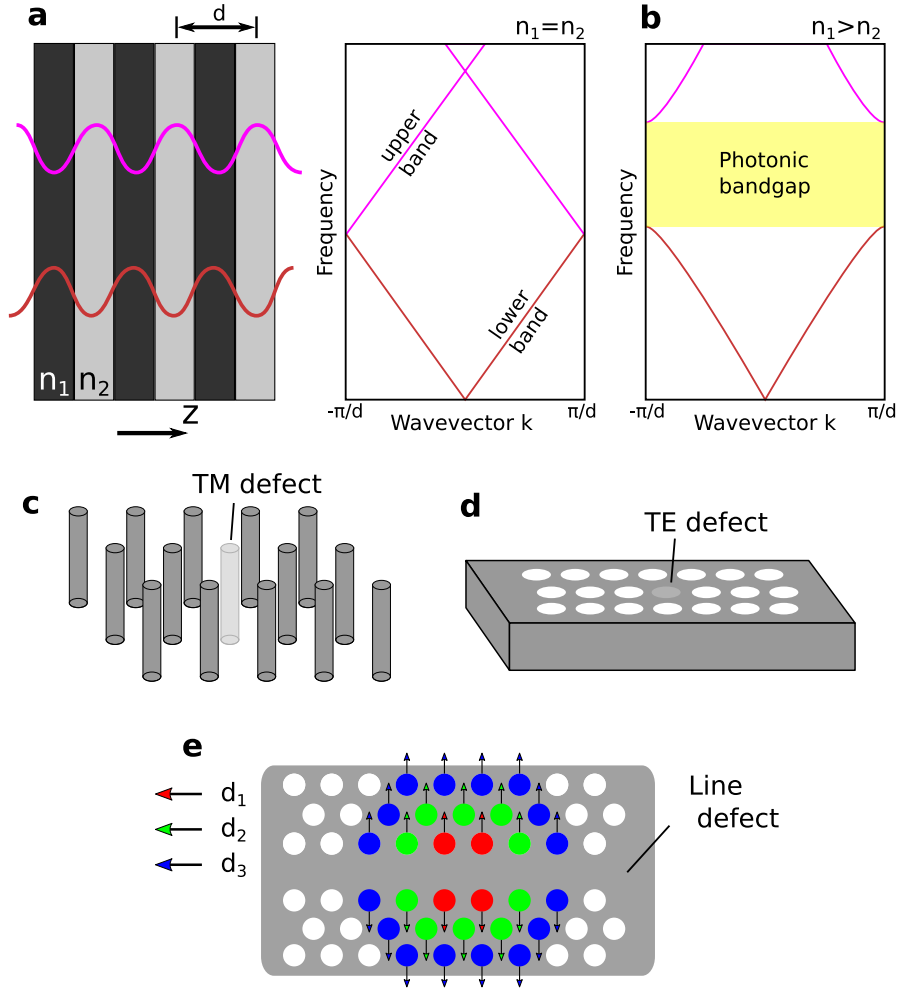 a
d
n₁
n₂
z
n₁=n₂
Frequency
upper
band
lower
band
-π/d
π/d
Wavevector k
b
n₁>n₂
Frequency
Photonic
bandgap
-π/d
π/d
Wavevector k
c
TM defect
d
TE defect
e
d₁
d₂
d₃
Line
defect